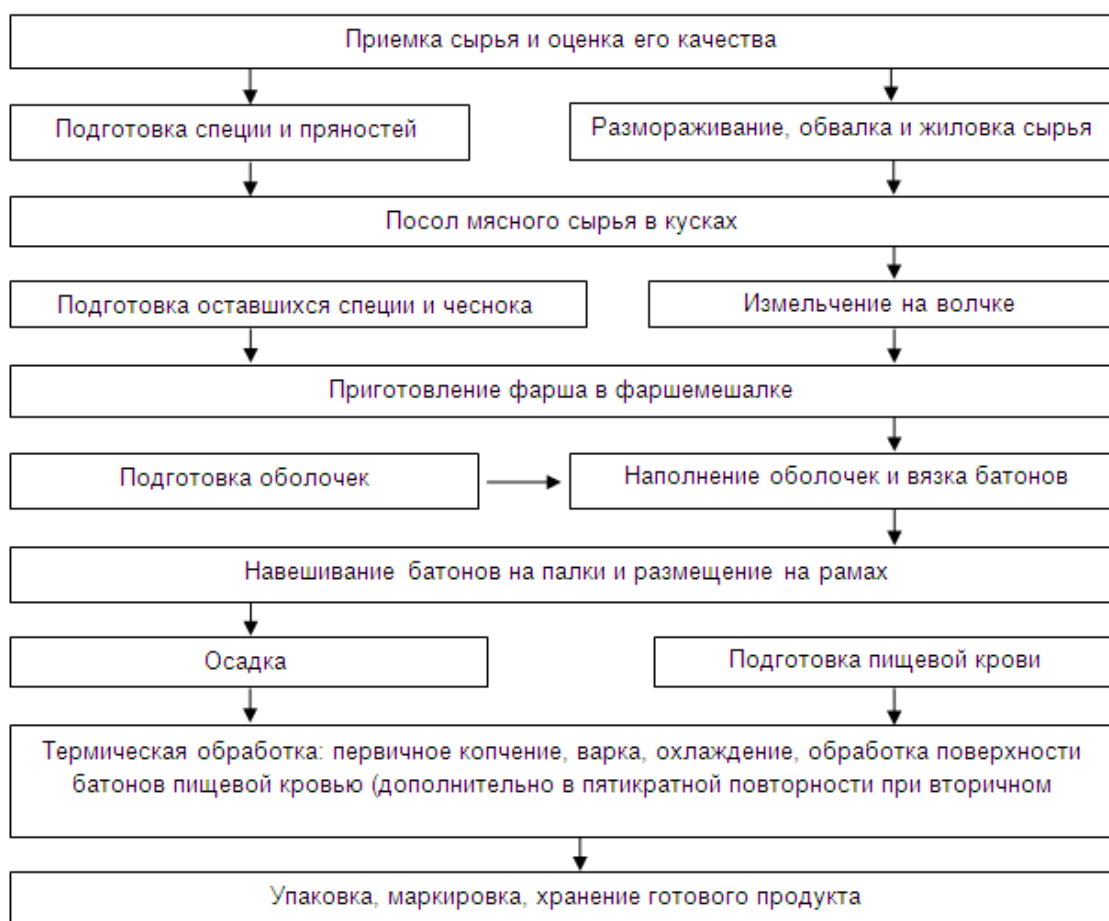 Приемка сырья и оценка его качества
Подготовка специи и пряностей
Размораживание, обвалка и жиловка сырья
Посол мясного сырья в кусках
Подготовка оставшихся специи и чеснока
Измельчение на волчке
Приготовление фарша в фаршемешалке
Подготовка оболочек
Наполнение оболочек и вязка батонов
Навешивание батонов на палки и размещение на рамах
Осадка
Подготовка пищевой крови
Термическая обработка: первичное копчение, варка, охлаждение, обработка поверхности
батонов пищевой кровью (дополнительно в пятикратной повторности при вторичном
Упаковка, маркировка, хранение готового продукта